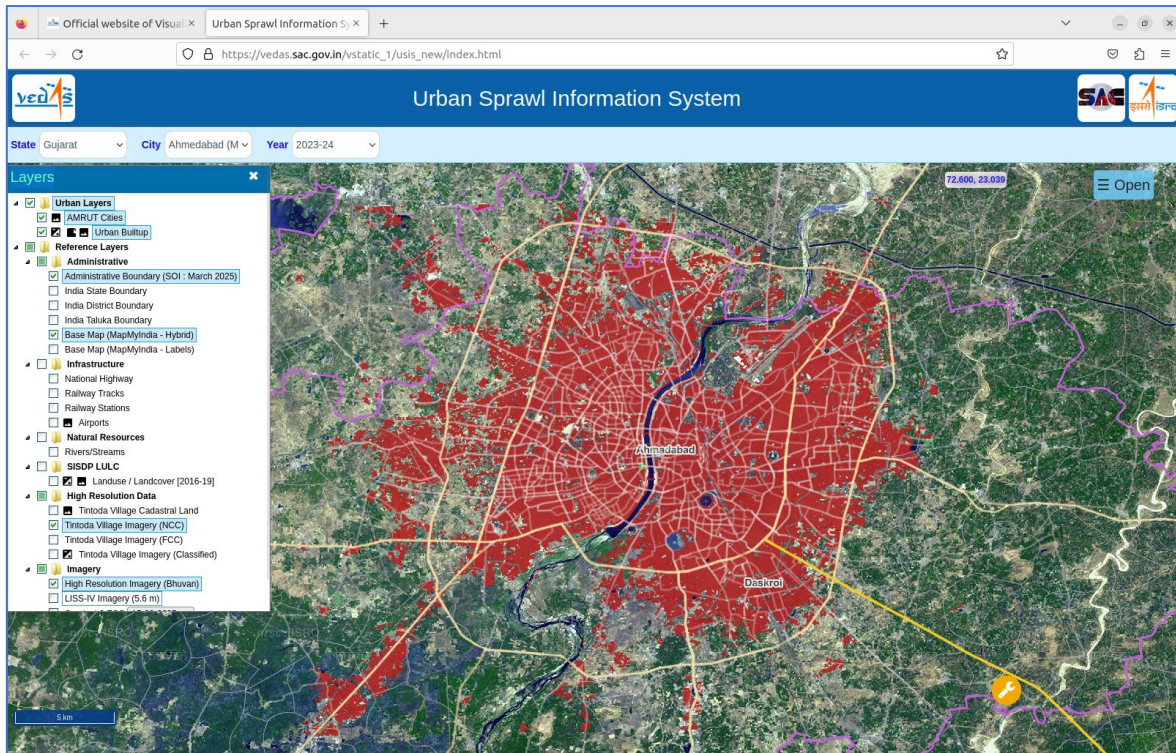 Official website of Visual
Urban Sprawl Information Sy
https://vedas.sac.gov.in/vstatic_1/usis_new/index.html
vedas
Urban Sprawl Information System
SAC
इसरो isro
State Gujarat City Ahmedabad (M Year 2023-24
Layers
72.600, 23.039
☰ Open
Urban Layers
AMRUT Cities
Urban Builtup
Reference Layers
Administrative
Administrative Boundary (SOI : March 2025)
India State Boundary
India District Boundary
India Taluka Boundary
Base Map (MapMyIndia - Hybrid)
Base Map (MapMyIndia - Labels)
Infrastructure
National Highway
Railway Tracks
Railway Stations
Airports
Natural Resources
Rivers/Streams
SISDP LULC
Landuse / Landcover [2016-19]
High Resolution Data
Tintoda Village Cadastral Land
Tintoda Village Imagery (NCC)
Tintoda Village Imagery (FCC)
Tintoda Village Imagery (Classified)
Imagery
High Resolution Imagery (Bhuvan)
LISS-IV Imagery (5.6 m)
Ahmadabad
Daskroi
5 km